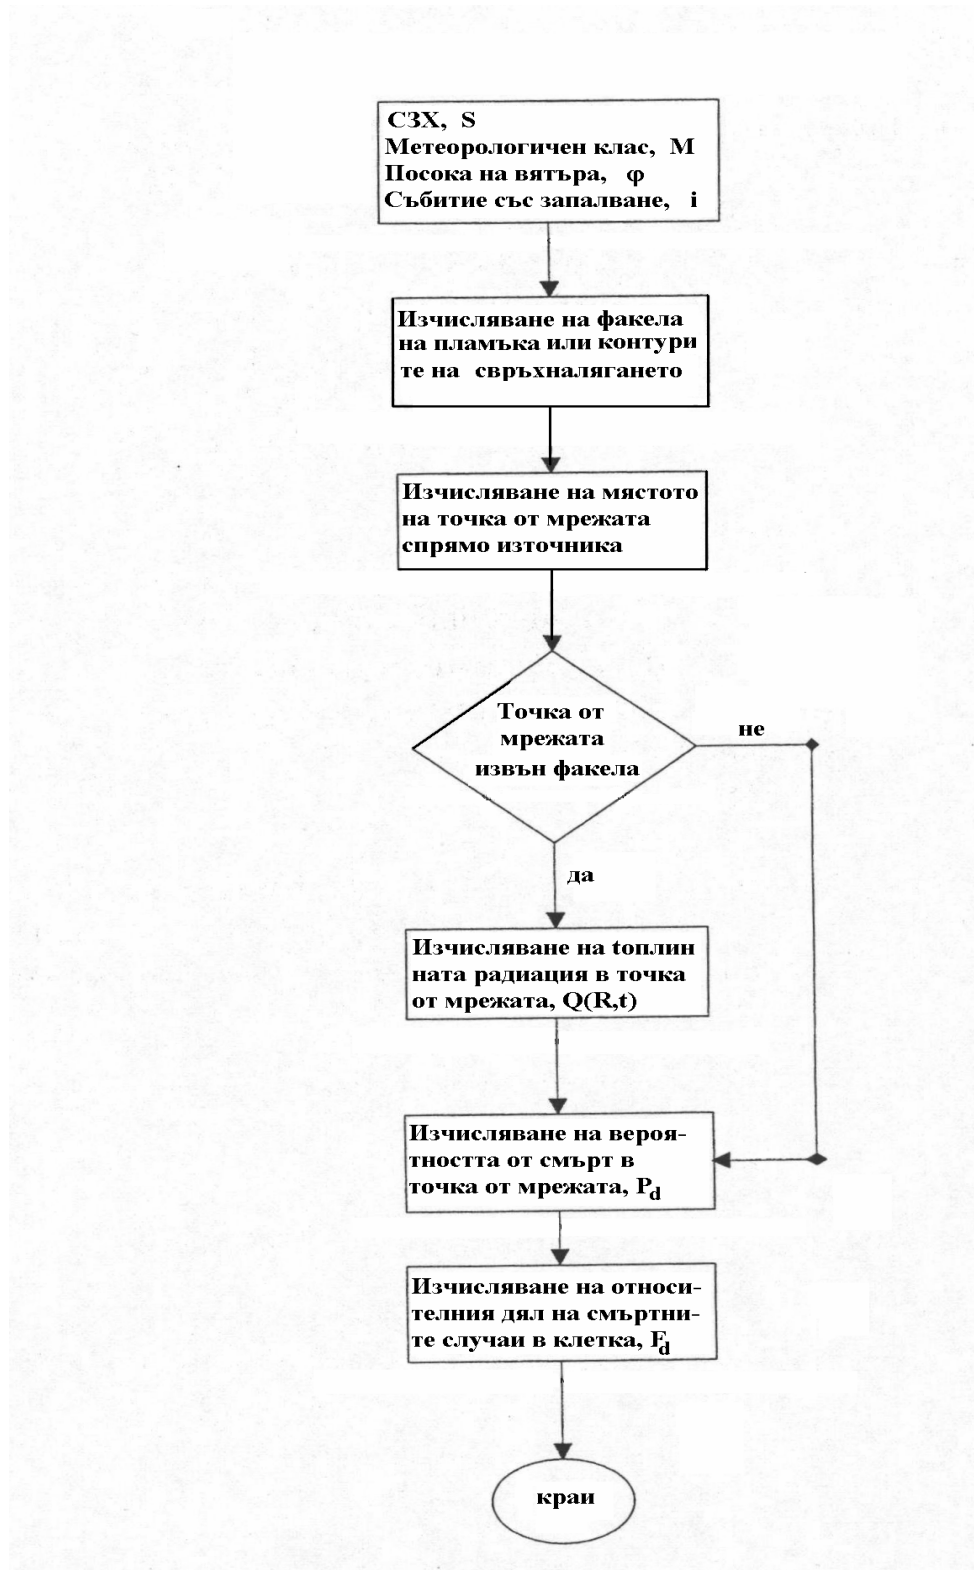 СЗХ, S
Метеорологичен клас, М
Посока на вятъра, φ
Събитие със запалване, i
Изчисляване на факела
на пламъка или контури
те на свръхналягането
Изчисляване на мястото
на точка от мрежата
спрямо източника
Точка от
мрежата
извън факела
не
да
Изчисляване на tоплин
ната радиация в точка
от мрежата, Q(R,t)
Изчисляване на вероя-
тността от смърт в
точка от мрежата, Pd
Изчисляване на относи-
телния дял на смъртни-
те случаи в клетка, Fd
краи